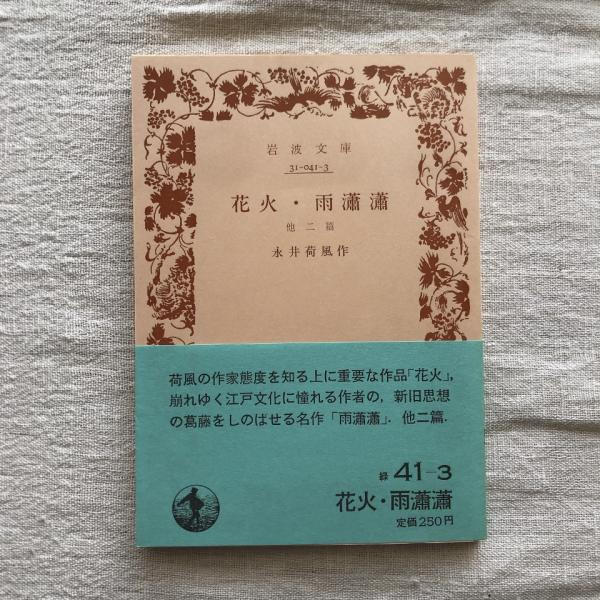 岩波文庫
31-041-3
花火・雨瀟瀟
他二篇
永井荷風作
荷風の作家態度を知る上に重要な作品「花火」，
崩れゆく江戸文化に憧れる作者の，新旧思想
の葛藤をしのばせる名作「雨瀟瀟」．他二篇．
緑 41-3
花火・雨瀟瀟
定価250円